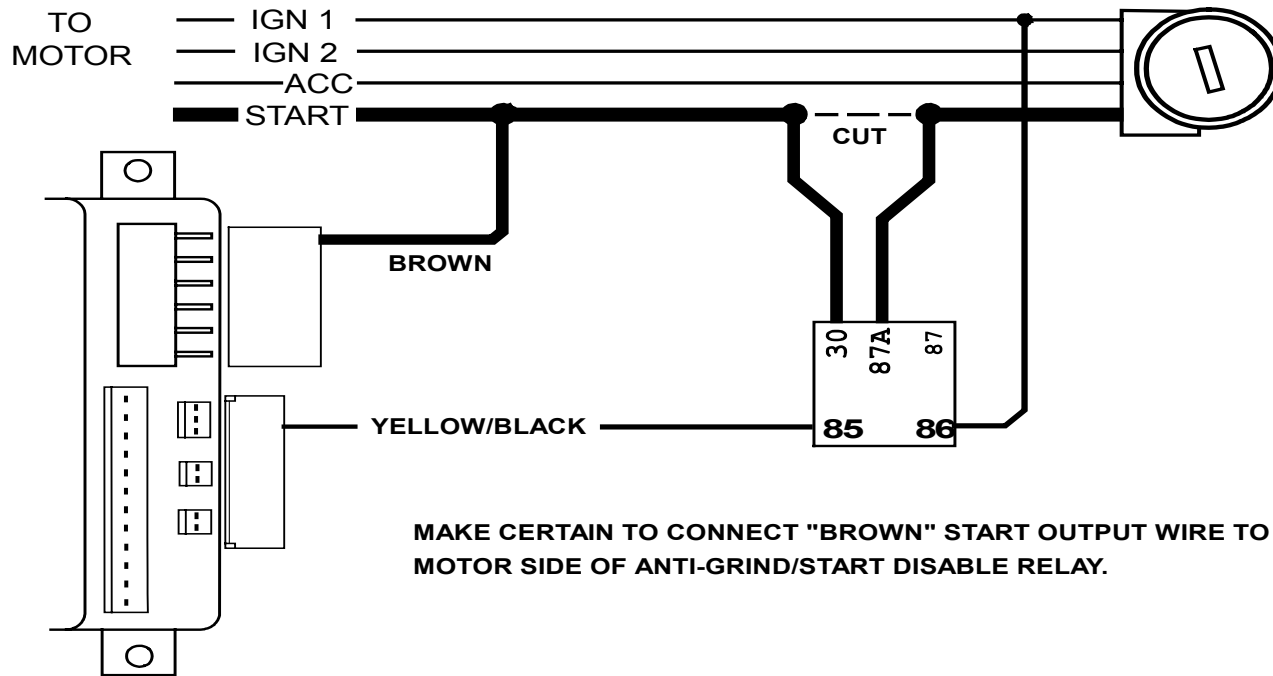 TO
MOTOR
IGN 1
IGN 2
ACC
START
CUT
BROWN
30
87A
87
85
86
YELLOW/BLACK
MAKE CERTAIN TO CONNECT "BROWN" START OUTPUT WIRE TO
MOTOR SIDE OF ANTI-GRIND/START DISABLE RELAY.